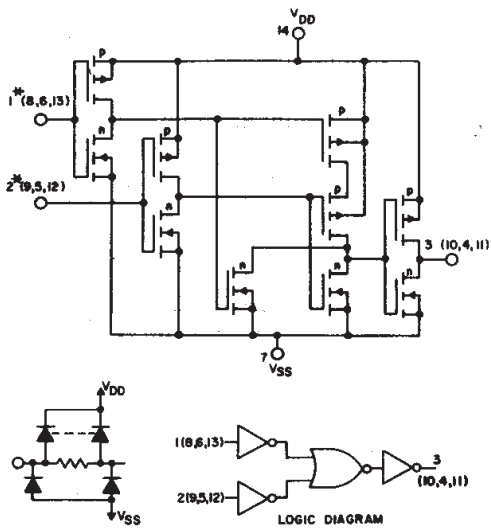 VDD
14
p
1* (8,6,13)
n
p
p
2* (9,5,12)
p
p
n
3 (10,4,11)
n
n
n
7
VSS
VDD
VSS
1(8,6,13)
2(9,5,12)
3
(10,4,11)
LOGIC DIAGRAM